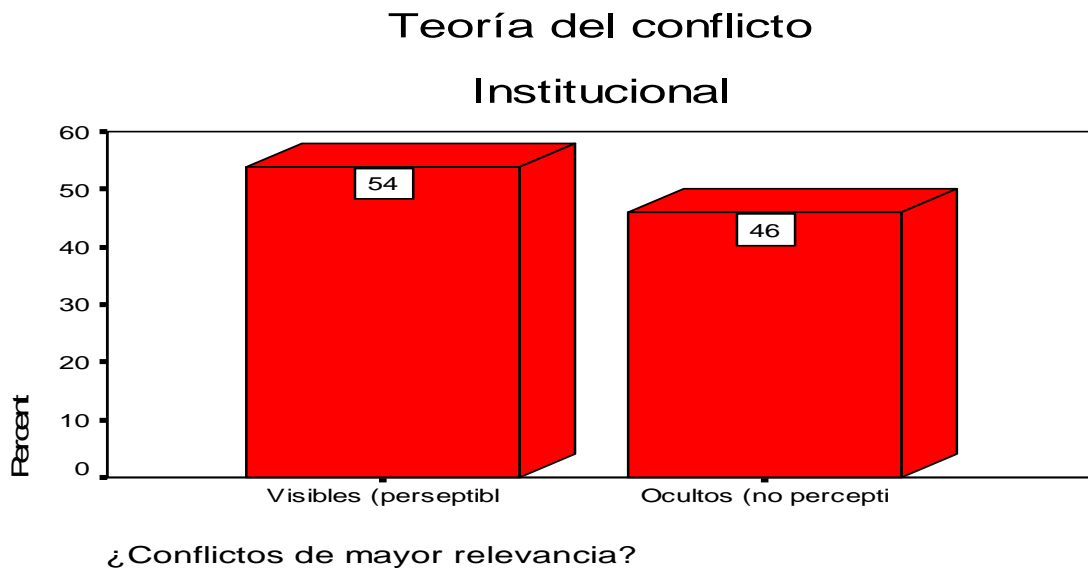 Teoría del conflicto
Institucional
60
50
40
30
20
10
0
Percent
54
46
Visibles (perseptibl
Ocultos (no percepti
¿Conflictos de mayor relevancia?